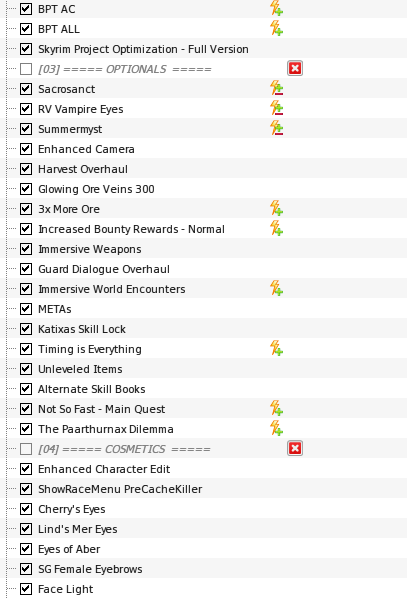 BPT AC
BPT ALL
Skyrim Project Optimization - Full Version
[03] ===== OPTIONALS =====
Sacrosanct
RV Vampire Eyes
Summermyst
Enhanced Camera
Harvest Overhaul
Glowing Ore Veins 300
3x More Ore
Increased Bounty Rewards - Normal
Immersive Weapons
Guard Dialogue Overhaul
Immersive World Encounters
METAs
Katixas Skill Lock
Timing is Everything
Unleveled Items
Alternate Skill Books
Not So Fast - Main Quest
The Paarthurnax Dilemma
[04] ===== COSMETICS =====
Enhanced Character Edit
ShowRaceMenu PreCacheKiller
Cherry's Eyes
Lind's Mer Eyes
Eyes of Aber
SG Female Eyebrows
Face Light